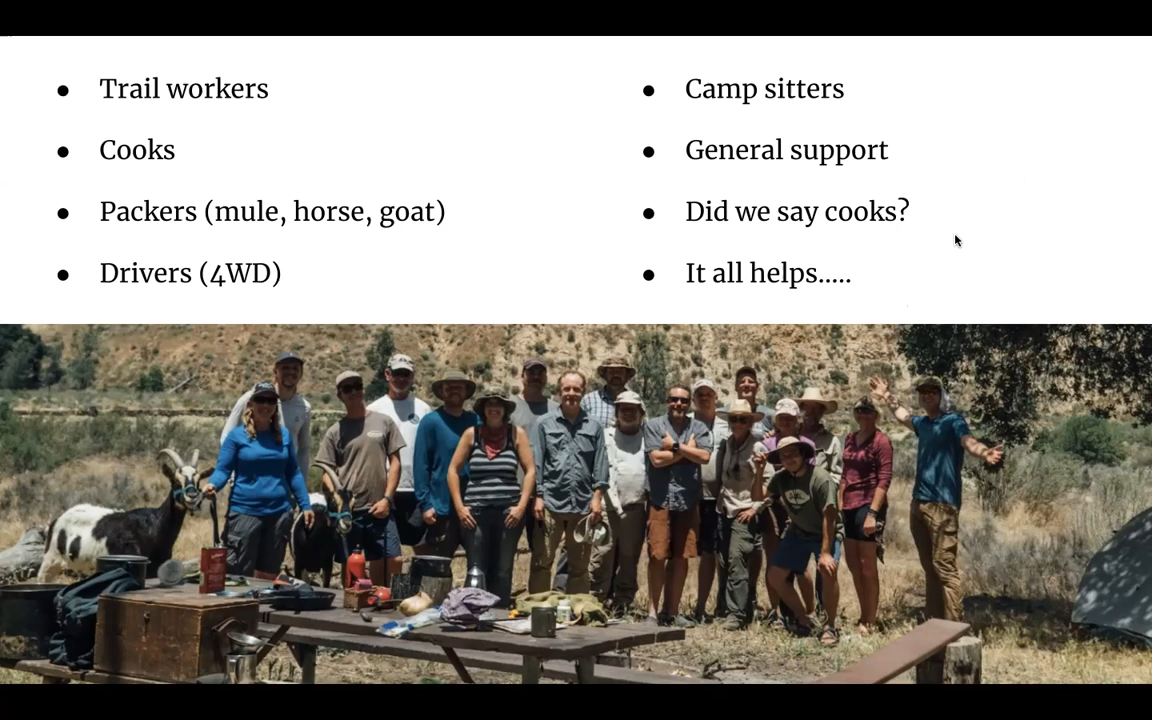 Trail workers
Cooks
Packers (mule, horse, goat)
Drivers (4WD)
Camp sitters
General support
Did we say cooks?
It all helps.....